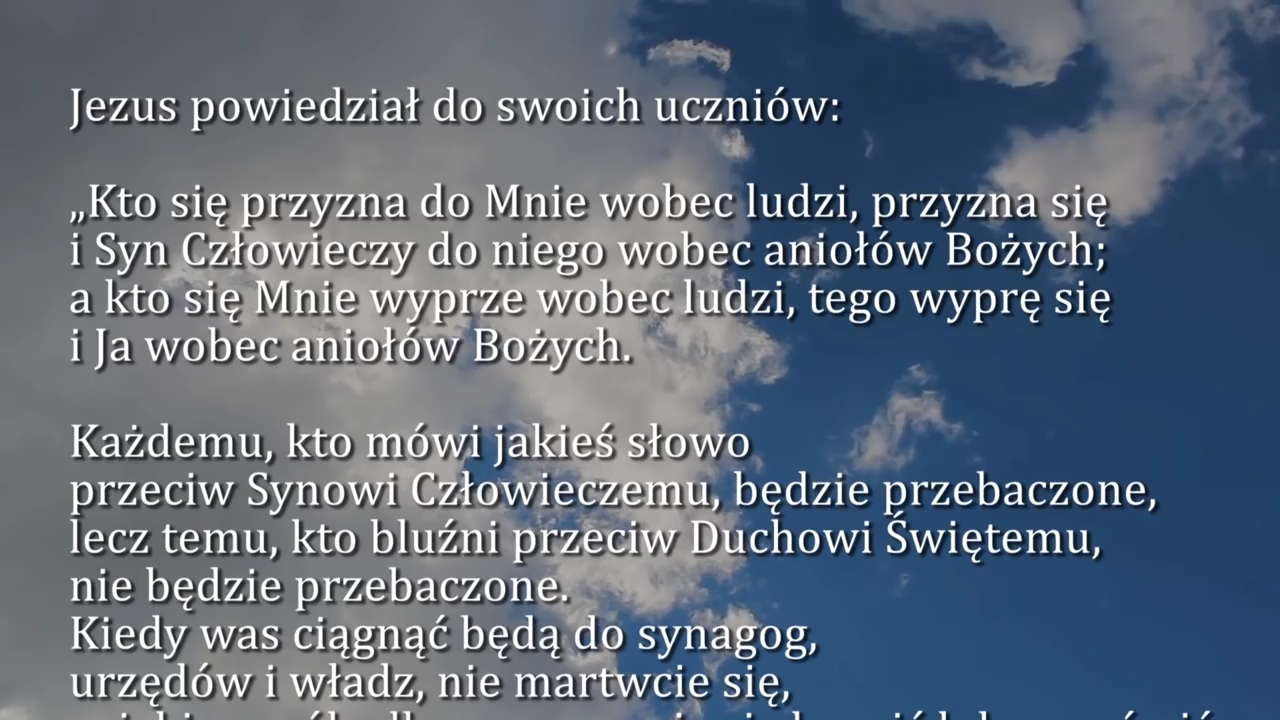 Jezus powiedział do swoich uczniów:
„Kto się przyzna do Mnie wobec ludzi, przyzna się
i Syn Człowieczy do niego wobec aniołów Bożych;
a kto się Mnie wyprze wobec ludzi, tego wyprę się
i Ja wobec aniołów Bożych.
Każdemu, kto mówi jakieś słowo
przeciw Synowi Człowieczemu, będzie przebaczone,
lecz temu, kto bluźni przeciw Duchowi Świętemu,
nie będzie przebaczone.
Kiedy was ciągnąć będą do synagog,
urzędów i władz, nie martwcie się,